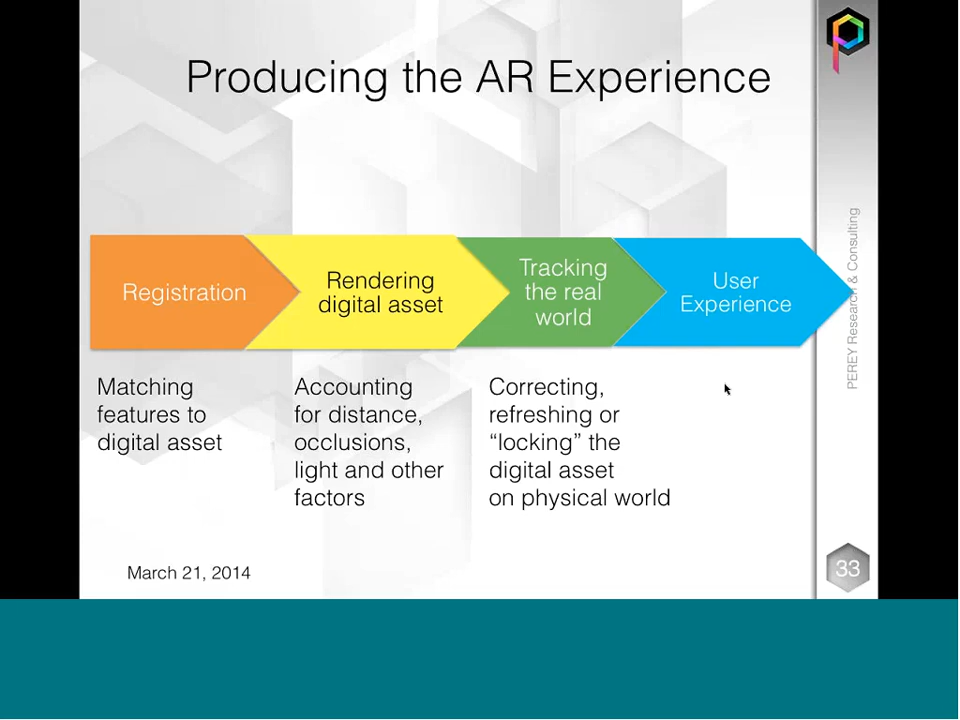 Producing the AR Experience
Registration
Rendering
digital asset
Tracking
the real
world
User
Experience
Matching
features to
digital asset
Accounting
for distance,
occlusions,
light and other
factors
Correcting,
refreshing or
“locking” the
digital asset
on physical world
PEREY Research & Consulting
March 21, 2014
33